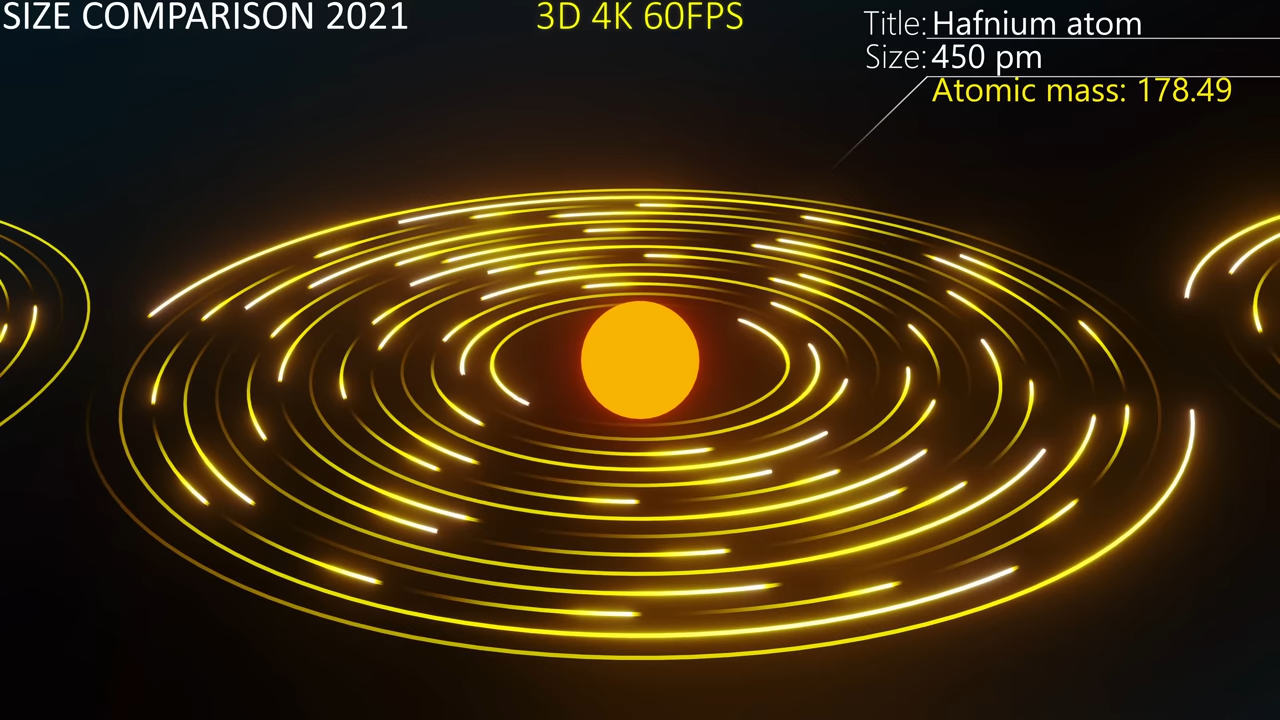 SIZE COMPARISON 2021
3D 4K 60FPS
Title: Hafnium atom
Size: 450 pm
Atomic mass: 178.49